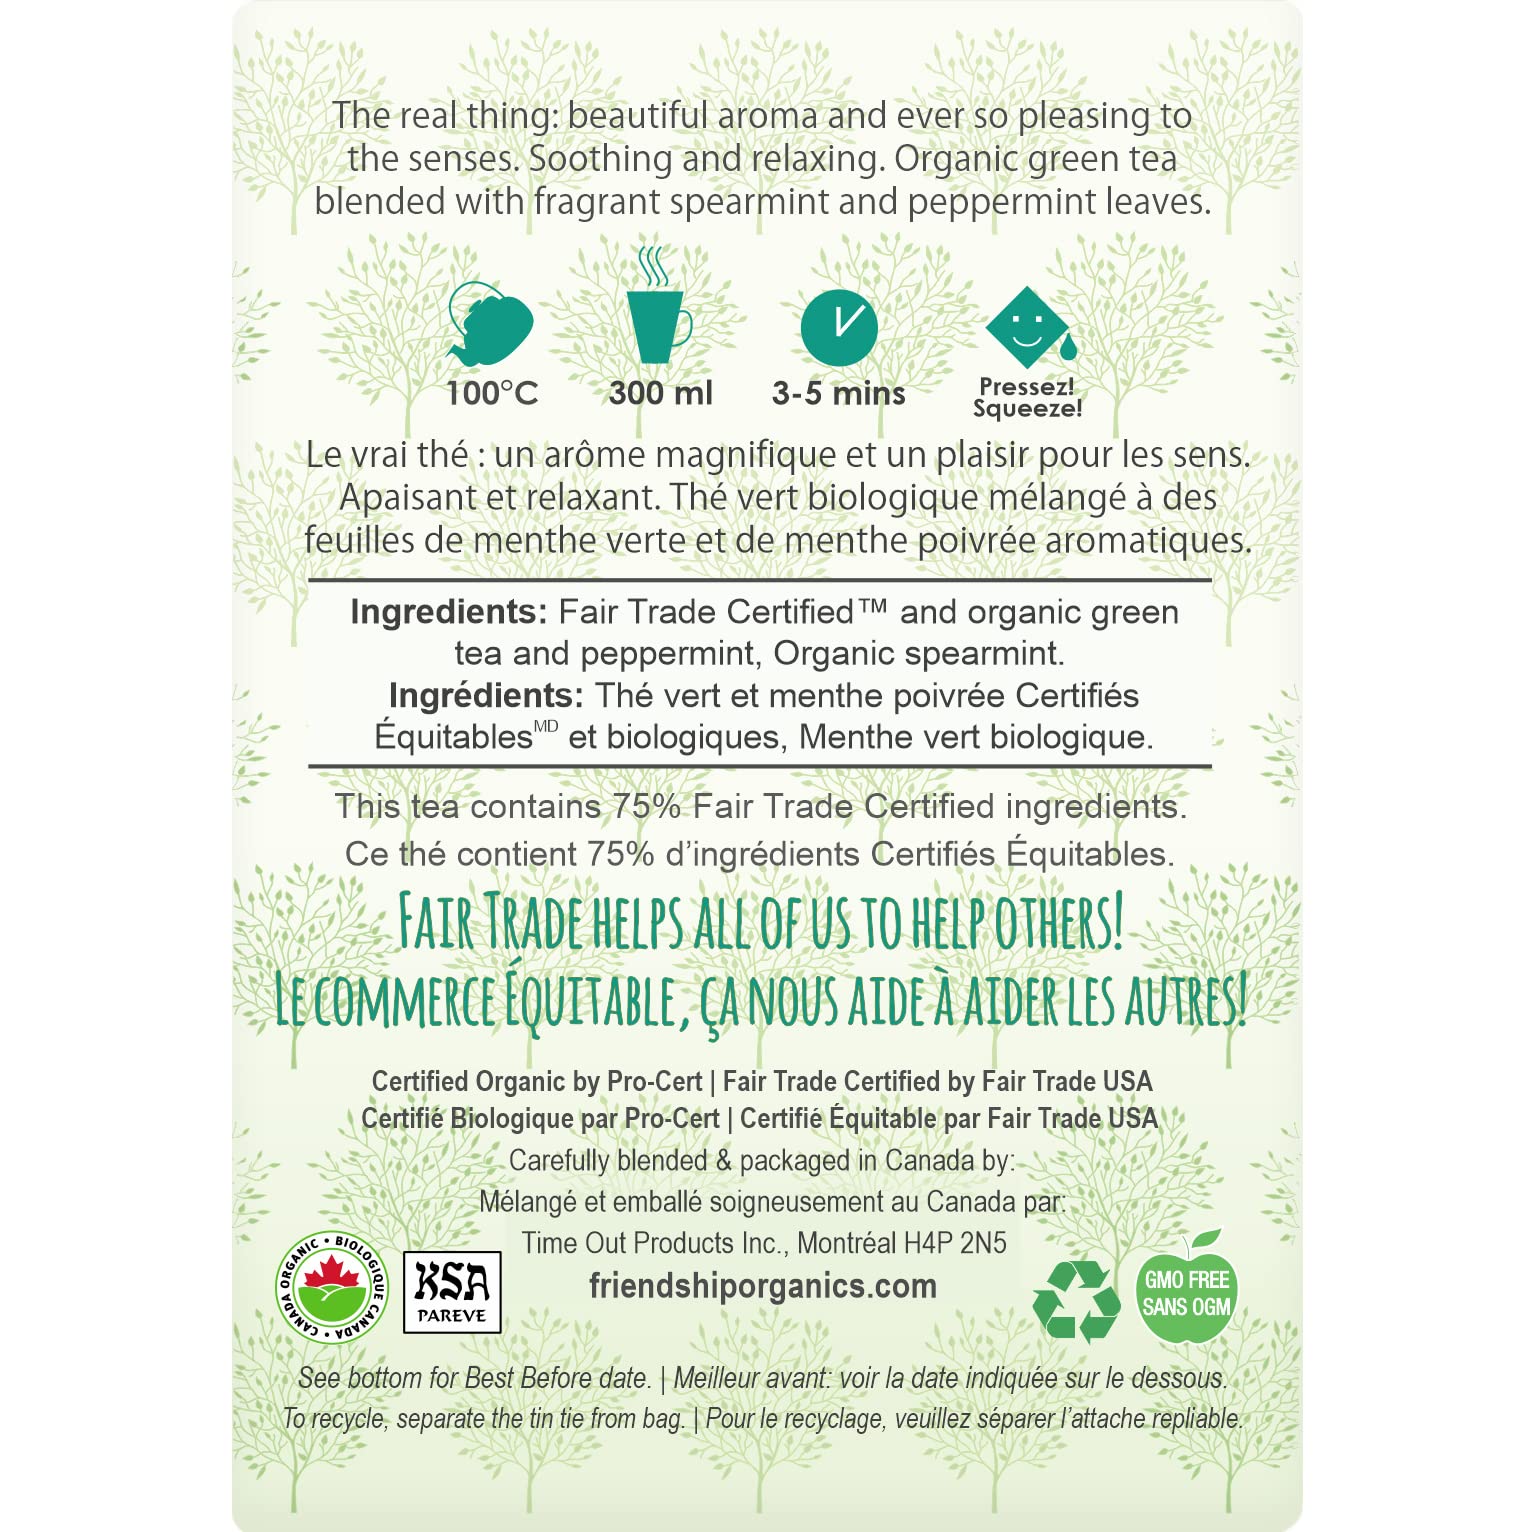 The real thing: beautiful aroma and ever so pleasing to
the senses. Soothing and relaxing. Organic green tea
blended with fragrant spearmint and peppermint leaves.
100°C
300 ml
3-5 mins
Pressez!
Squeeze!
Le vrai thé : un arôme magnifique et un plaisir pour les sens.
Apaisant et relaxant. Thé vert biologique mélangé à des
feuilles de menthe verte et de menthe poivrée aromatiques.
Ingredients: Fair Trade Certified™ and organic green
tea and peppermint, Organic spearmint.
Ingrédients: Thé vert et menthe poivrée Certifiés
ÉquitablesMD et biologiques, Menthe vert biologique.
This tea contains 75% Fair Trade Certified ingredients.
Ce thé contient 75% d’ingrédients Certifiés Équitables.
FAIR TRADE HELPS ALL OF US TO HELP OTHERS!
LE COMMERCE ÉQUITABLE, ÇA NOUS AIDE À AIDER LES AUTRES!
Certified Organic by Pro-Cert | Fair Trade Certified by Fair Trade USA
Certifié Biologique par Pro-Cert | Certifié Équitable par Fair Trade USA
Carefully blended & packaged in Canada by:
Mélangé et emballé soigneusement au Canada par:
Time Out Products Inc., Montréal H4P 2N5
friendshiporganics.com
CANADA ORGANIC • BIOLOGIQUE CANADA •
KSA
PAREVE
GMO FREE
SANS OGM
See bottom for Best Before date. | Meilleur avant: voir la date indiquée sur le dessous.
To recycle, separate the tin tie from bag. | Pour le recyclage, veuillez séparer l’attache repliable.